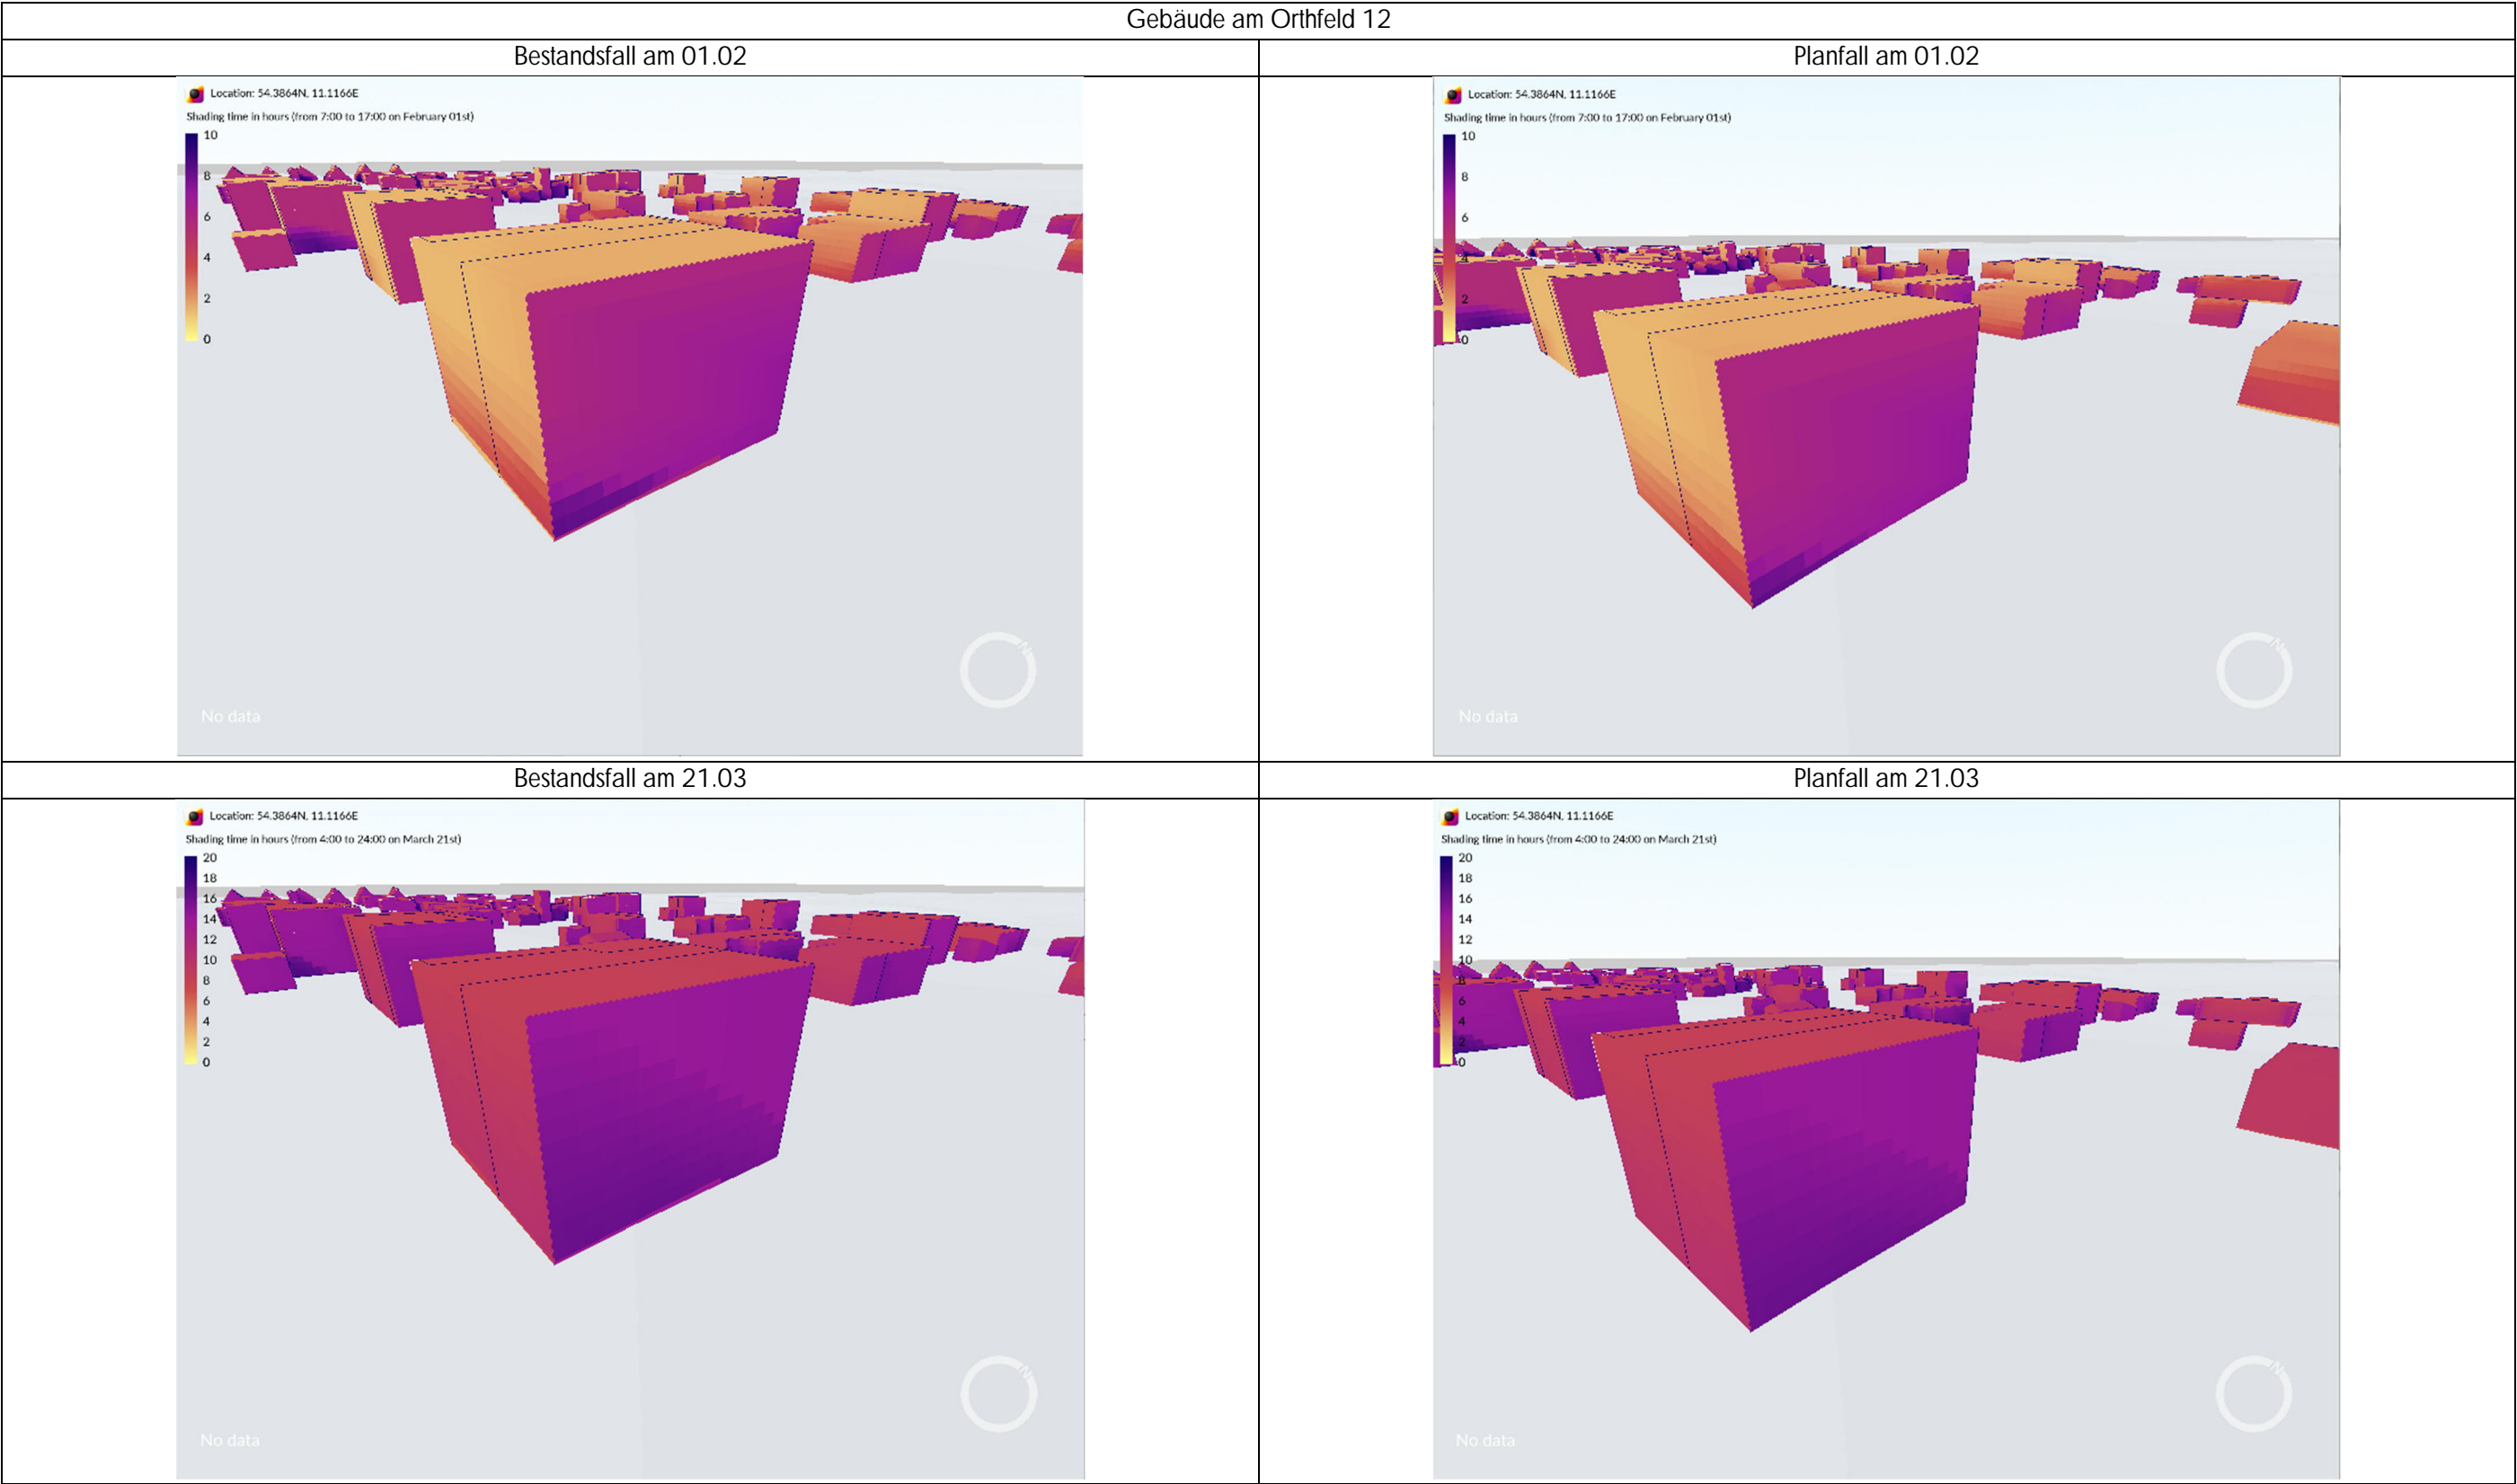 Gebäude am Orthfeld 12
Bestandsfall am 01.02
Planfall am 01.02
Location: 54.3864N, 11.1166E
Shading time in hours (from 7:00 to 17:00 on February 01st)
10
8
6
4
2
0
N
No data
Location: 54.3864N, 11.1166E
Shading time in hours (from 7:00 to 17:00 on February 01st)
10
8
6
4
2
0
N
No data
Bestandsfall am 21.03
Planfall am 21.03
Location: 54.3864N, 11.1166E
Shading time in hours (from 4:00 to 24:00 on March 21st)
20
18
16
14
12
10
8
6
4
2
0
N
No data
Location: 54.3864N, 11.1166E
Shading time in hours (from 4:00 to 24:00 on March 21st)
20
18
16
14
12
10
8
6
4
2
0
N
No data